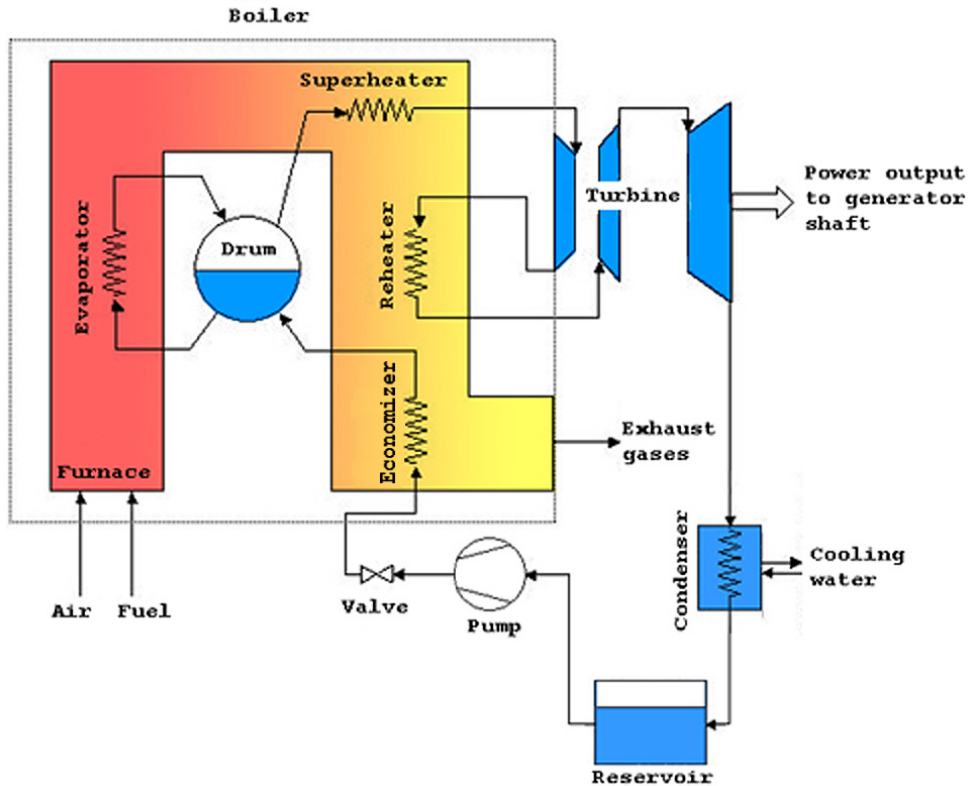 Boiler
Superheater
Evaporator
Drum
Reheater
Turbine
Power output
to generator
shaft
Economizer
Furnace
Exhaust
gases
Air
Fuel
Valve
Pump
Condenser
Cooling
water
Reservoir